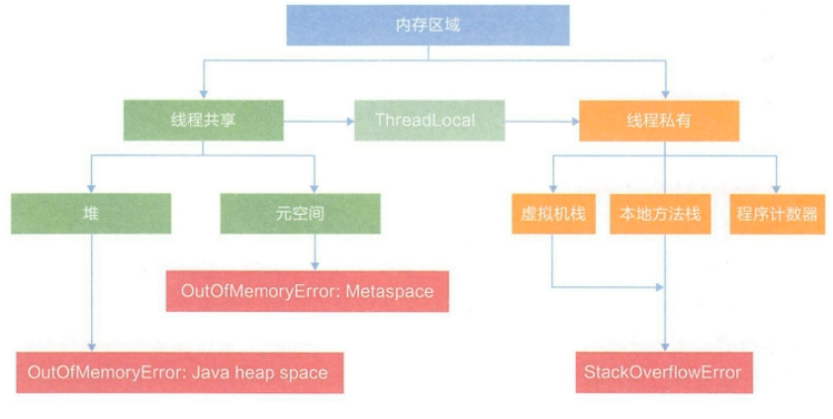 内存区域
线程共享
ThreadLocal
线程私有
堆
元空间
虚拟机栈
本地方法栈
程序计数器
OutOfMemoryError: Metaspace
OutOfMemoryError: Java heap space
StackOverflowError